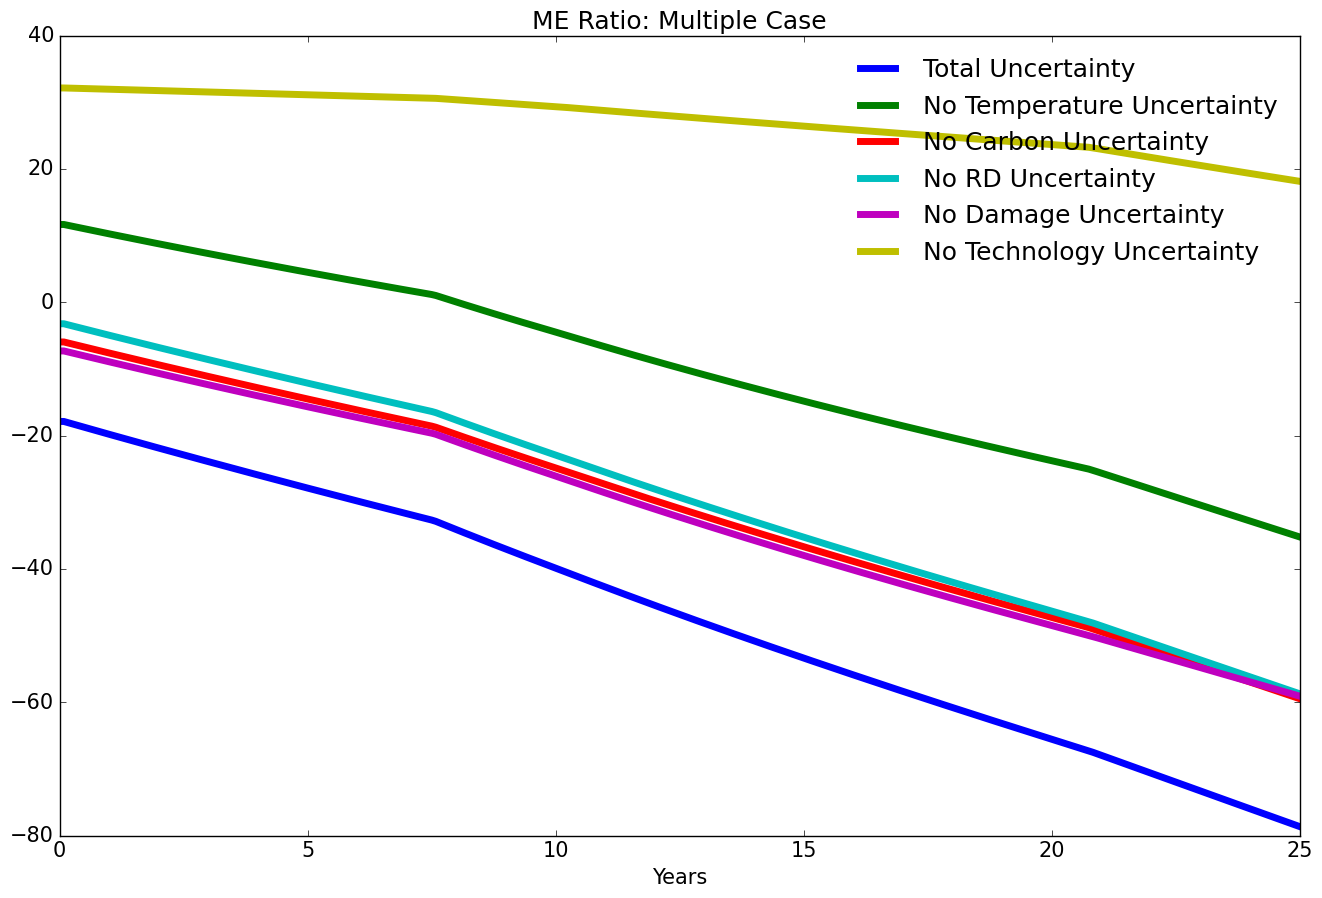 ME Ratio: Multiple Case
40
20
0
−20
−40
−60
−80
Total Uncertainty
No Temperature Uncertainty
No Carbon Uncertainty
No RD Uncertainty
No Damage Uncertainty
No Technology Uncertainty
0 5 10 15 20 25
Years